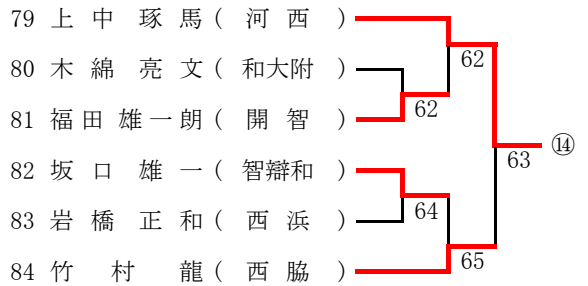 79 上 中 琢 馬 ( 河 西 )
62
80 木 綿 亮 文 ( 和大附 )
62
81 福田 雄一朗 ( 開 智 )
63 ⑭
82 坂 口 雄 一 ( 智辯和 )
64
83 岩 橋 正 和 ( 西 浜 )
65
84 竹 村 龍 ( 西 脇 )